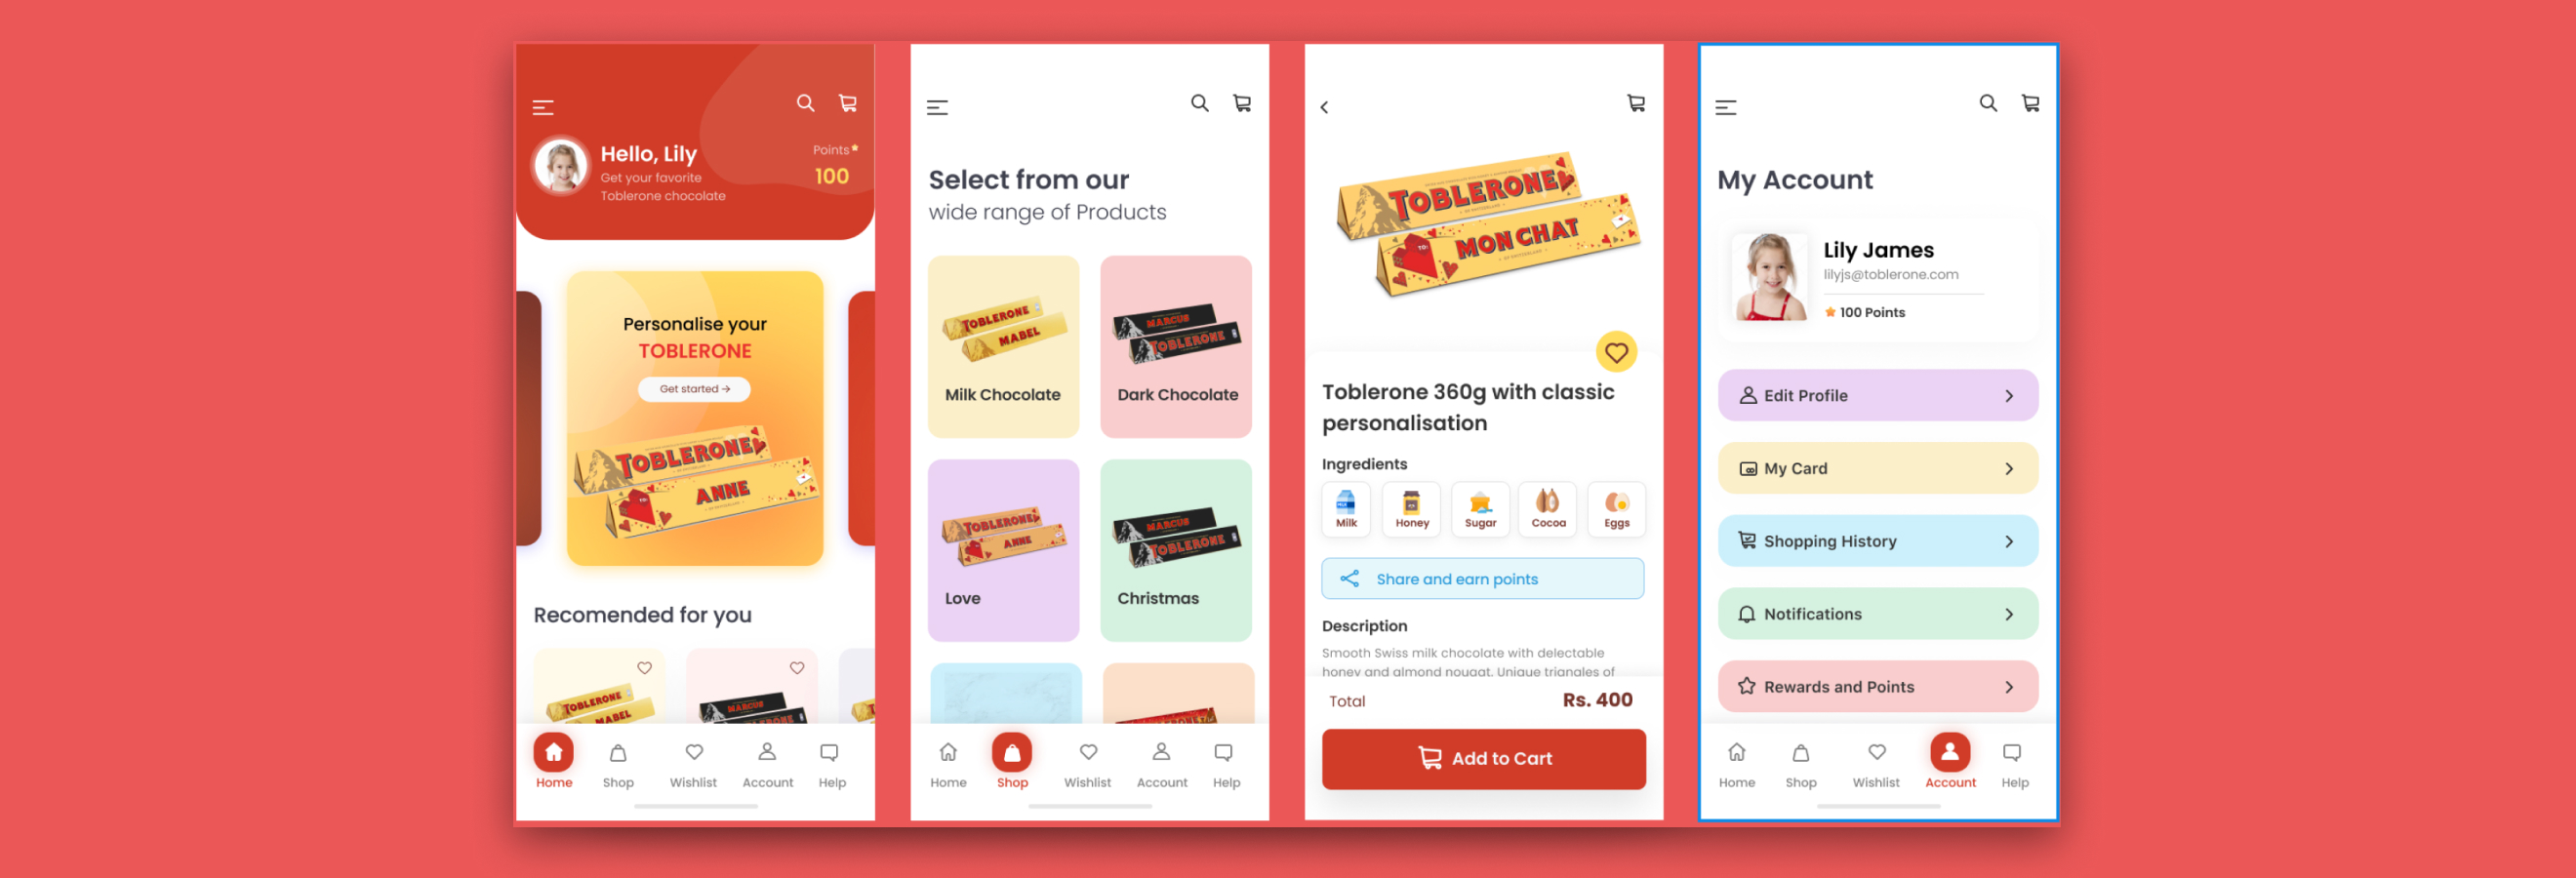 Hello, Lily
Get your favorite
Toblerone chocolate
Points
100
Personalise your
TOBLERONE
Get started →
TOBLERONE
ANNE
Recomended for you
TOBLERONE
MABEL
MARCUS
Home
Shop
Wishlist
Account
Help
Select from our
wide range of Products
TOBLERONE
MABEL
Milk Chocolate
MARCUS
TOBLERONE
Dark Chocolate
TOBLERONE
ANNE
Love
MARCUS
TOBLERONE
Christmas
Home
Shop
Wishlist
Account
Help
TOBLERONE
OF SWITZERLAND
TO:
MON CHAT
OF SWITZERLAND
Toblerone 360g with classic
personalisation
Ingredients
Milk
Honey
Sugar
Cocoa
Eggs
Share and earn points
Description
Smooth Swiss milk chocolate with delectable
honey and almond nougat. Unique triangles of
Total
Rs. 400
Add to Cart
My Account
Lily James
lilyjs@toblerone.com
100 Points
Edit Profile
My Card
Shopping History
Notifications
Rewards and Points
Home
Shop
Wishlist
Account
Help